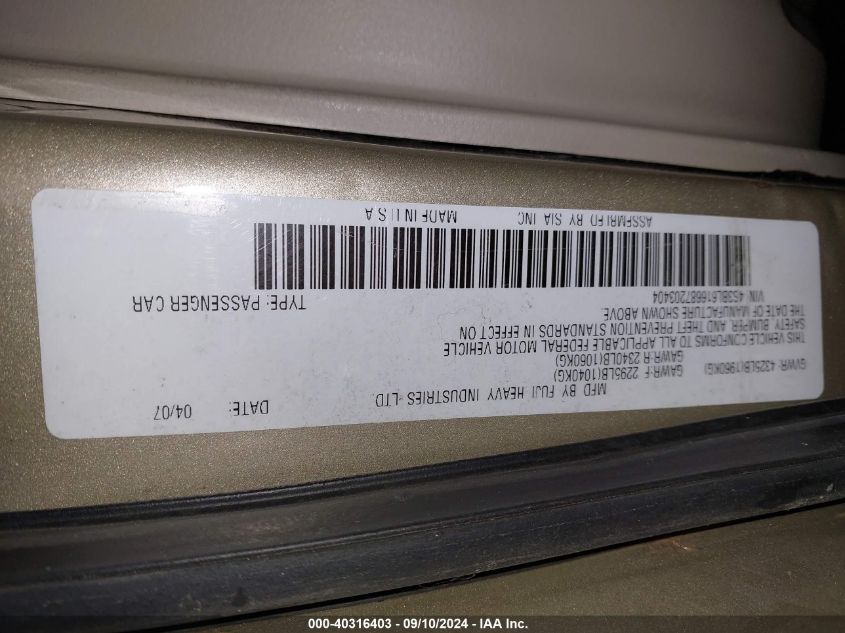 MFD BY FUJI HEAVY INDUSTRIES LTD. DATE: 04/07
GVWR: 4325LB(1960KG) GAWR-F 2295LB(1040KG)
GAWR-R 2340LB(1060KG)
THIS VEHICLE CONFORMS TO ALL APPLICABLE FEDERAL MOTOR VEHICLE
SAFETY, BUMPER, AND THEFT PREVENTION STANDARDS IN EFFECT ON
THE DATE OF MANUFACTURE SHOWN ABOVE.
VIN: 4S3BL616687203404 TYPE: PASSENGER CAR
ASSEMBLED BY SIA, INC. MADE IN U.S.A
000-40316403 - 09/10/2024 - IAA Inc.